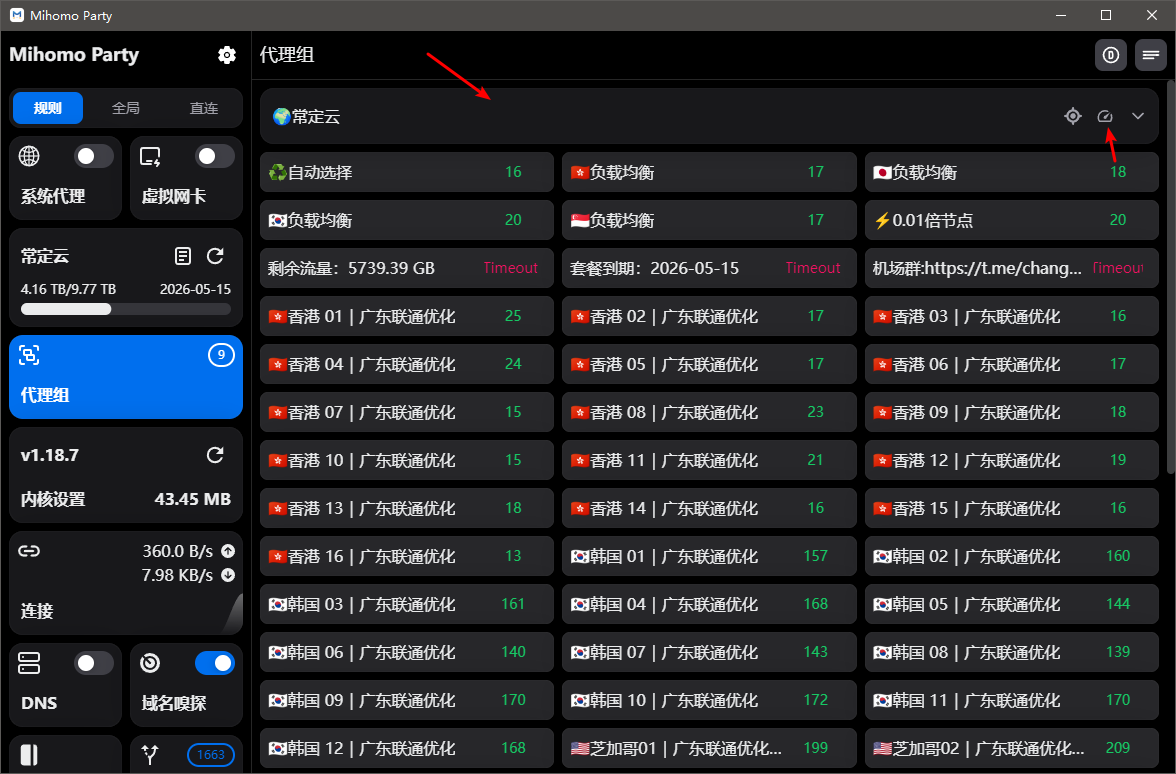 Mihomo Party
Mihomo Party
代理组
规则 全局 直连
常定云
系统代理 虚拟网卡
自动选择 16 负载均衡 17 负载均衡 18
负载均衡 20 负载均衡 17 0.01倍节点 20
常定云
4.16 TB/9.77 TB 2026-05-15
剩余流量：5739.39 GB Timeout 套餐到期：2026-05-15 Timeout 机场群:https://t.me/chang... Timeout
香港 01 | 广东联通优化 25 香港 02 | 广东联通优化 17 香港 03 | 广东联通优化 16
9
代理组
香港 04 | 广东联通优化 24 香港 05 | 广东联通优化 17 香港 06 | 广东联通优化 17
香港 07 | 广东联通优化 15 香港 08 | 广东联通优化 23 香港 09 | 广东联通优化 18
v1.18.7
内核设置 43.45 MB
香港 10 | 广东联通优化 15 香港 11 | 广东联通优化 21 香港 12 | 广东联通优化 19
香港 13 | 广东联通优化 18 香港 14 | 广东联通优化 16 香港 15 | 广东联通优化 16
360.0 B/s
7.98 KB/s
连接
香港 16 | 广东联通优化 13 韩国 01 | 广东联通优化 157 韩国 02 | 广东联通优化 160
韩国 03 | 广东联通优化 161 韩国 04 | 广东联通优化 168 韩国 05 | 广东联通优化 144
韩国 06 | 广东联通优化 140 韩国 07 | 广东联通优化 143 韩国 08 | 广东联通优化 139
DNS 域名嗅探
韩国 09 | 广东联通优化 170 韩国 10 | 广东联通优化 172 韩国 11 | 广东联通优化 170
1663
韩国 12 | 广东联通优化 168 芝加哥01 | 广东联通优化... 199 芝加哥02 | 广东联通优化... 209